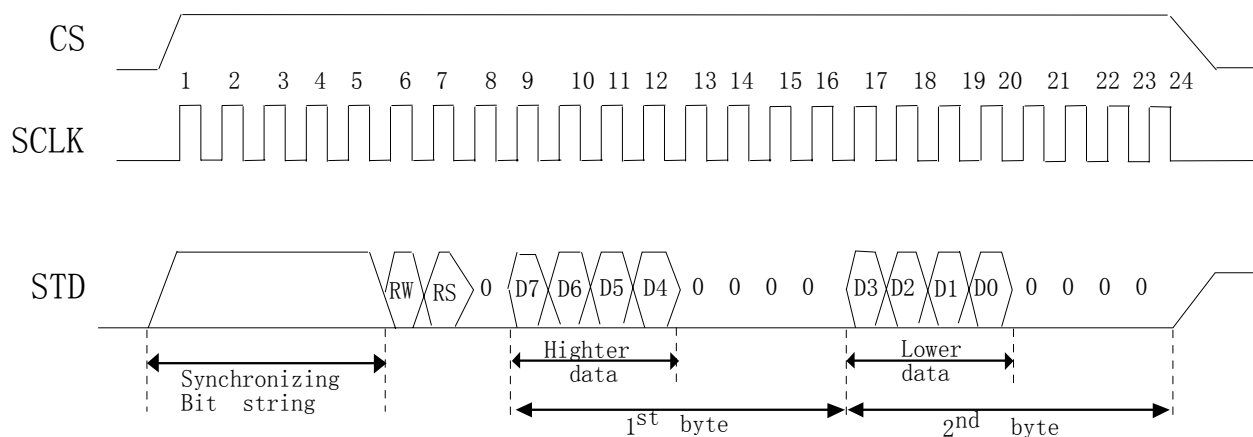 CS
1 2 3 4 5 6 7 8 9 10 11 12 13 14 15 16 17 18 19 20 21 22 23 24
SCLK
STD RW RS 0 D7 D6 D5 D4 0 0 0 0 D3 D2 D1 D0 0 0 0 0
Highter data
Lower data
Synchronizing
Bit string
1st byte 2nd byte